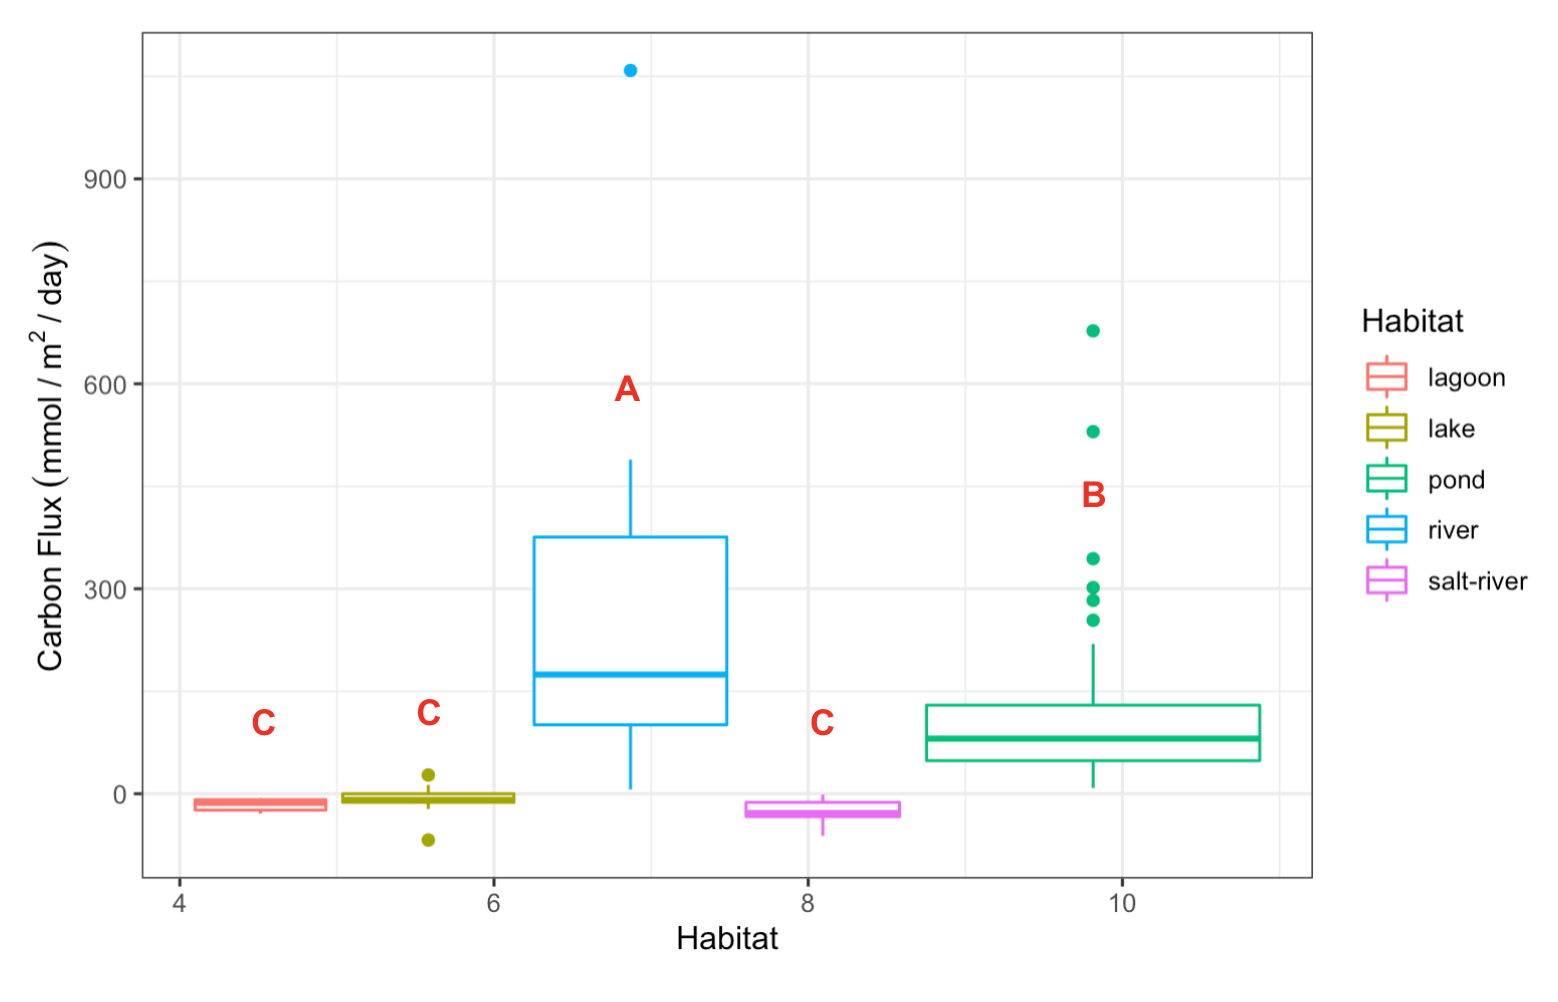 Carbon Flux (mmol / m² / day)
900
600
300
0
A
B
C
C
C
4
6
8
10
Habitat
Habitat
lagoon
lake
pond
river
salt-river